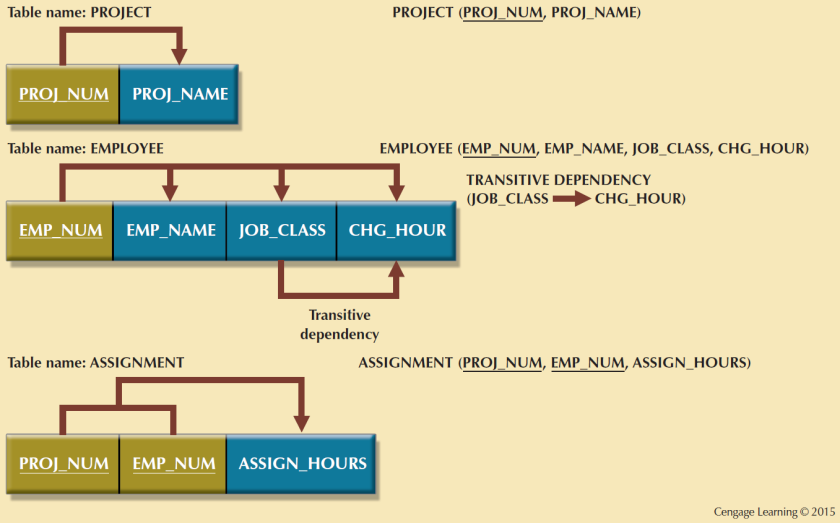 Table name: PROJECT
PROJECT (PROJ_NUM, PROJ_NAME)
PROJ_NUM
PROJ_NAME
Table name: EMPLOYEE
EMPLOYEE (EMP_NUM, EMP_NAME, JOB_CLASS, CHG_HOUR)
TRANSITIVE DEPENDENCY
(JOB_CLASS CHG_HOUR)
EMP_NUM
EMP_NAME
JOB_CLASS
CHG_HOUR
Transitive
dependency
Table name: ASSIGNMENT
ASSIGNMENT (PROJ_NUM, EMP_NUM, ASSIGN_HOURS)
PROJ_NUM
EMP_NUM
ASSIGN_HOURS
Cengage Learning © 2015